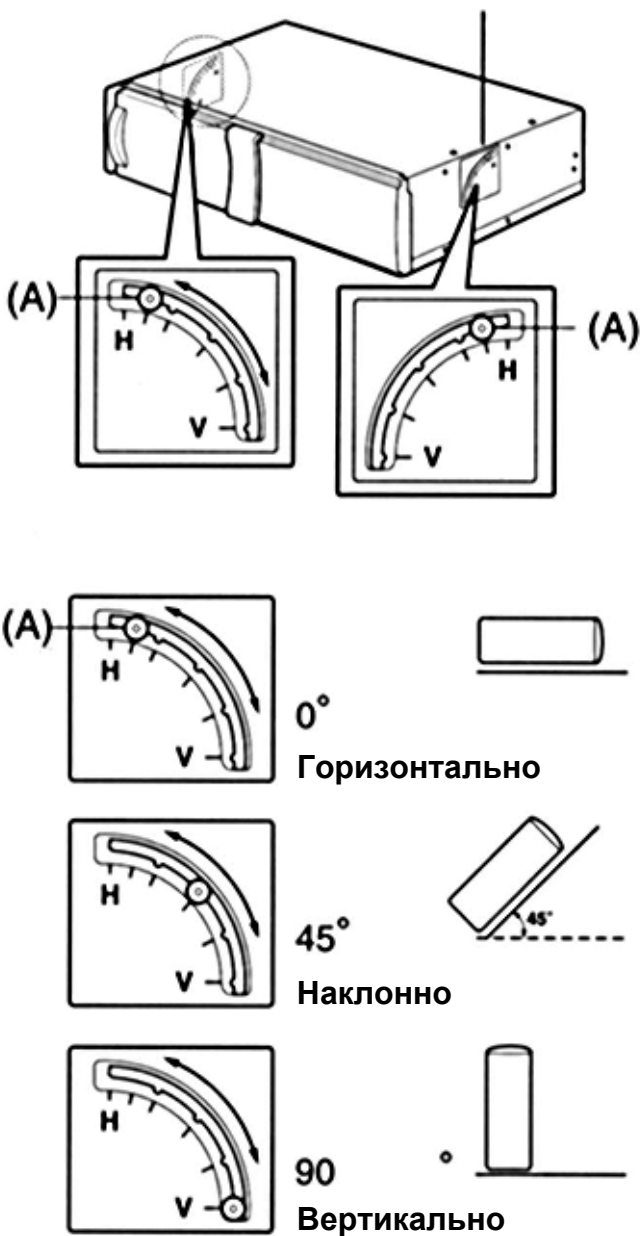 (A)
H
V
(A)
H
V
(A)
H
V
0°
Горизонтально
H
V
45°
Наклонно
45°
H
V
90 °
Вертикально